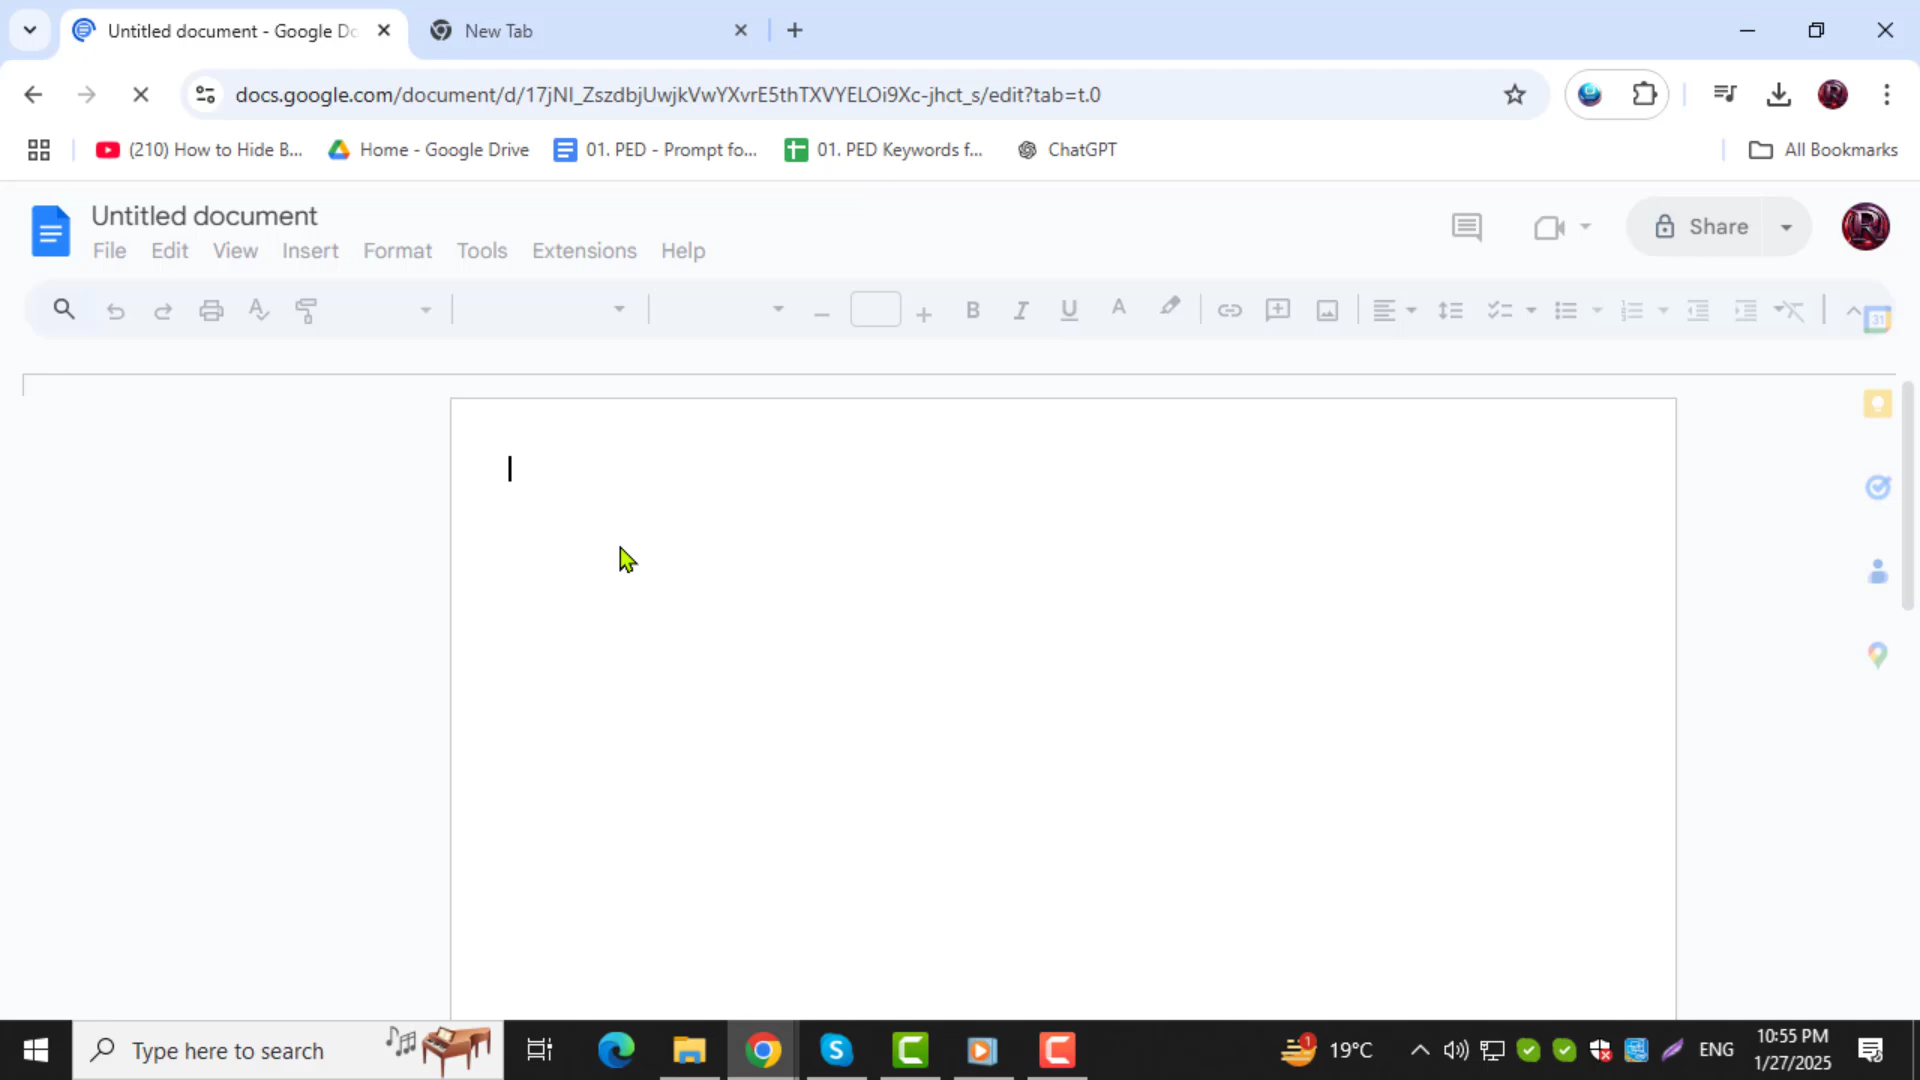 Untitled document - Google Dc
New Tab
docs.google.com/document/d/17jNI_ZszdbjUwjkVwYXvrE5thTXVYELOi9Xc-jhct_s/edit?tab=t.0
(210) How to Hide B...
Home - Google Drive
01. PED - Prompt fo...
01. PED Keywords f...
ChatGPT
All Bookmarks
Untitled document
File
Edit
View
Insert
Format
Tools
Extensions
Help
Share
31
Type here to search
1
19°C
ENG
10:55 PM
1/27/2025